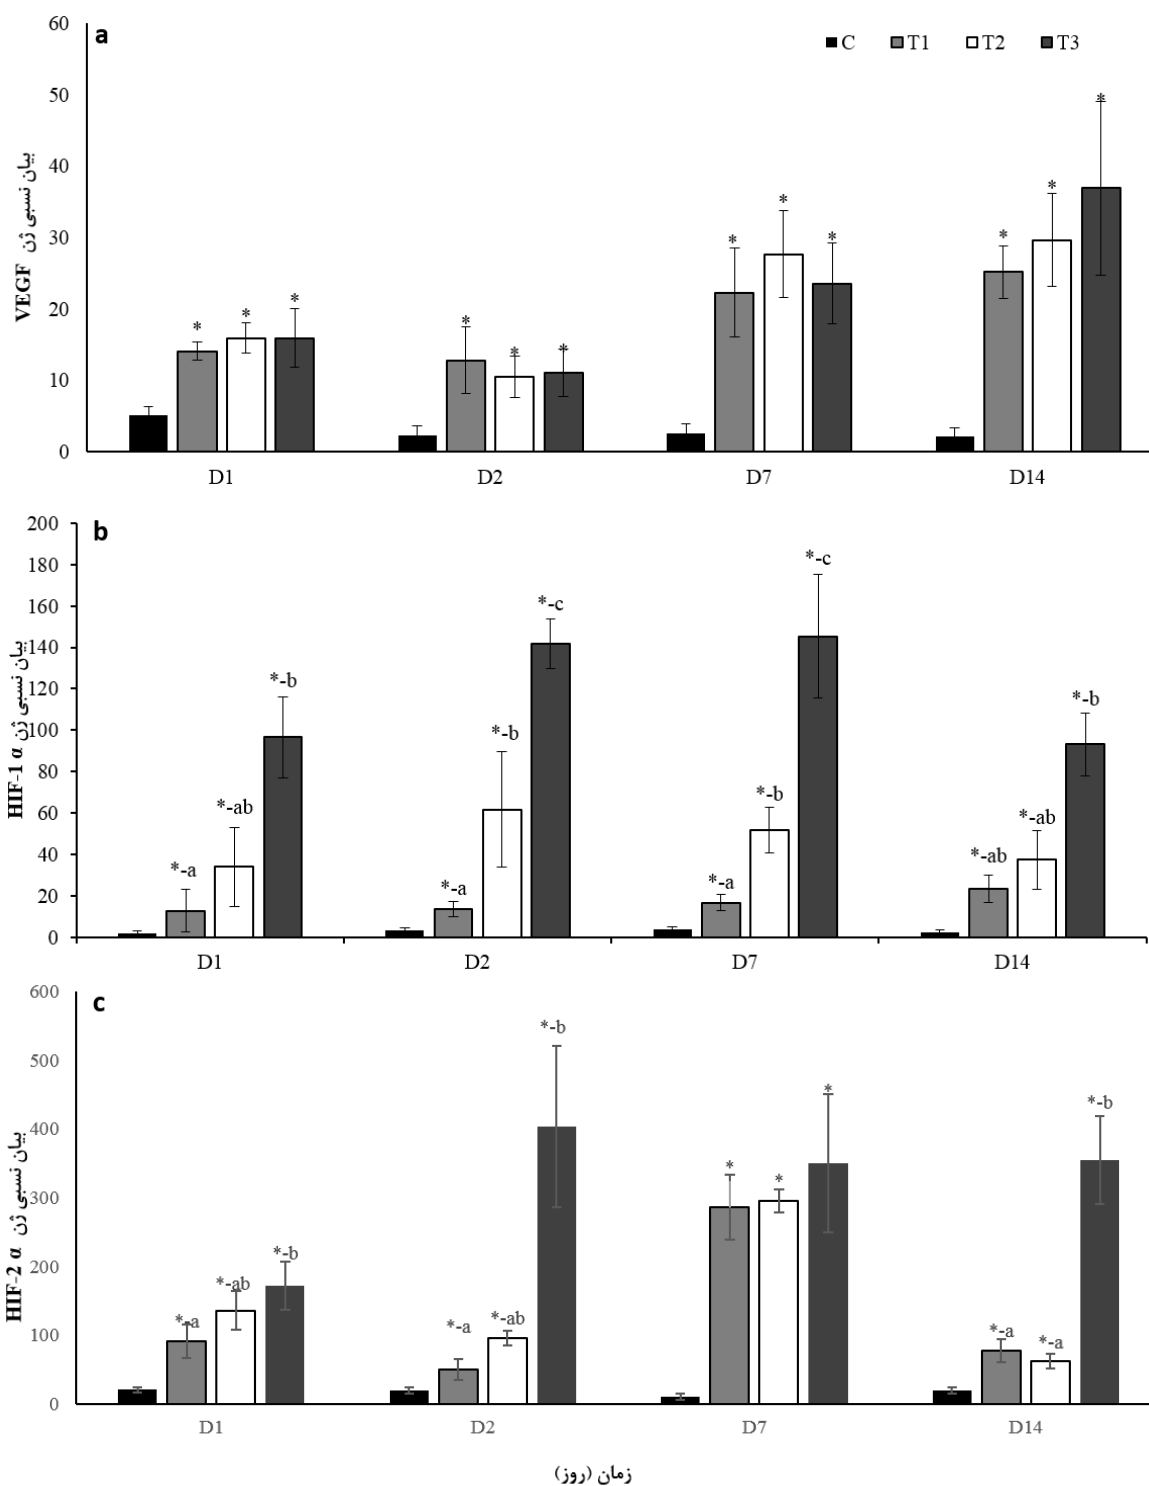 a
C T1 T2 T3
60
50
40
30
20
10
0
بیان نسبی ژن VEGF
* * *
* * *
* * *
* * *
D1 D2 D7 D14
b
200
180
160
140
120
100
80
60
40
20
0
بیان نسبی ژن HIF-1 α
*-a *-ab *-b
*-a *-b *-c
*-a *-b *-c
*-ab *-ab *-b
D1 D2 D7 D14
c
600
500
400
300
200
100
0
بیان نسبی ژن HIF-2 α
*-a *-ab *-b
*-a *-ab *-b
* * *
*-a *-a *-b
D1 D2 D7 D14
زمان (روز)